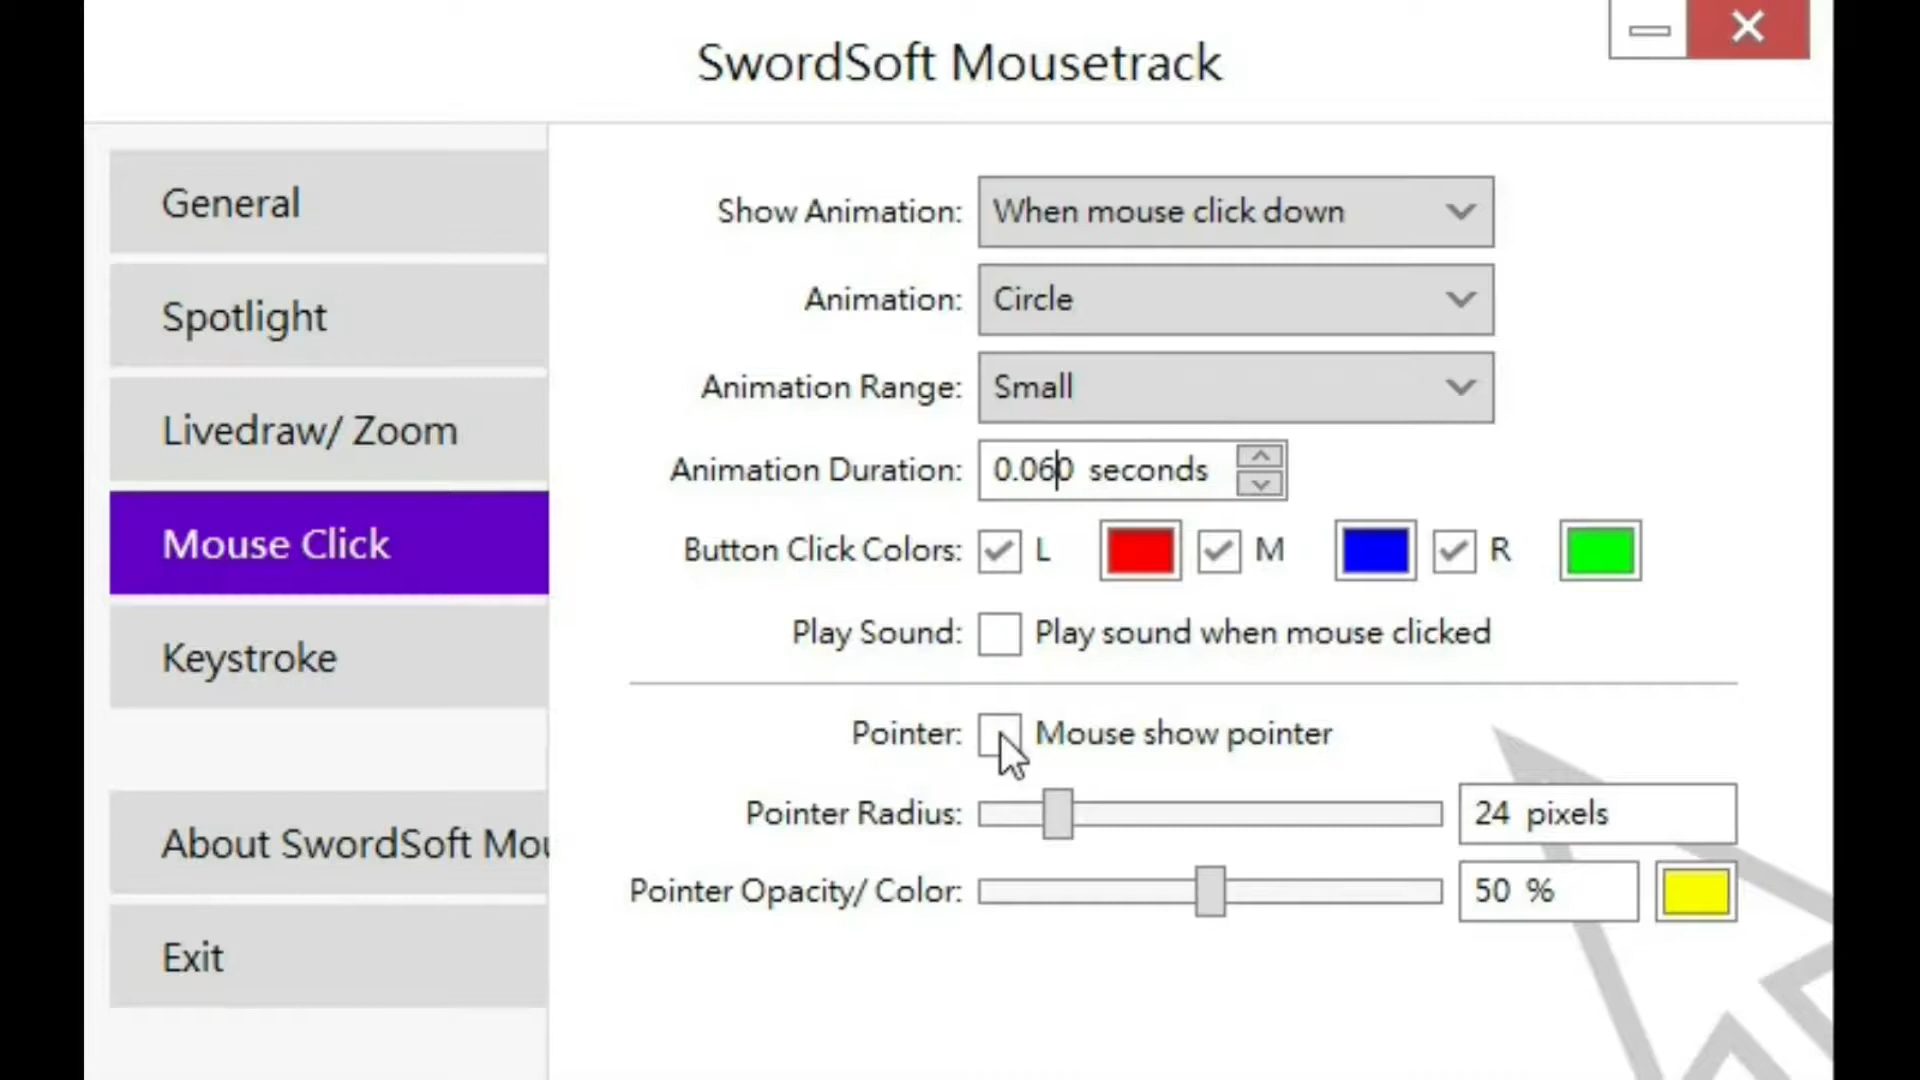 SwordSoft Mousetrack
General
Spotlight
Livedraw/ Zoom
Mouse Click
Keystroke
About SwordSoft Mou
Exit
Show Animation: When mouse click down
Animation: Circle
Animation Range: Small
Animation Duration: 0.060 seconds
Button Click Colors: L M R
Play Sound: Play sound when mouse clicked
Pointer: Mouse show pointer
Pointer Radius: 24 pixels
Pointer Opacity/ Color: 50 %